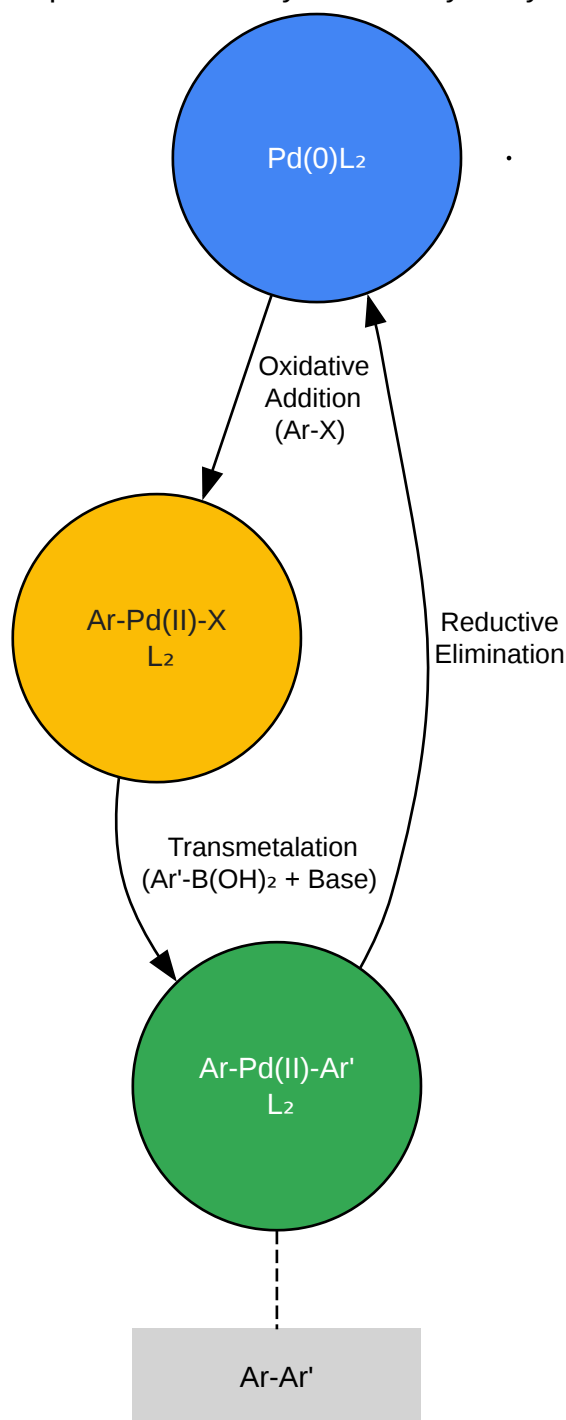 Pd(0)L₂
Oxidative
Addition
(Ar-X)
Ar-Pd(II)-X
L₂
Reductive
Elimination
Transmetalation
(Ar'-B(OH)₂ + Base)
Ar-Pd(II)-Ar'
L₂
Ar-Ar'